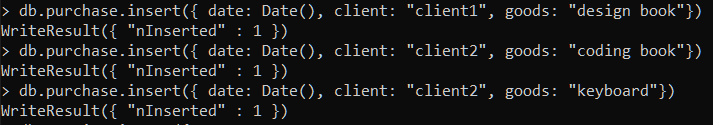 > db.purchase.insert({ date: Date(), client: "client1", goods: "design book"})
WriteResult({ "nInserted" : 1 })
> db.purchase.insert({ date: Date(), client: "client2", goods: "coding book"})
WriteResult({ "nInserted" : 1 })
> db.purchase.insert({ date: Date(), client: "client2", goods: "keyboard"})
WriteResult({ "nInserted" : 1 })